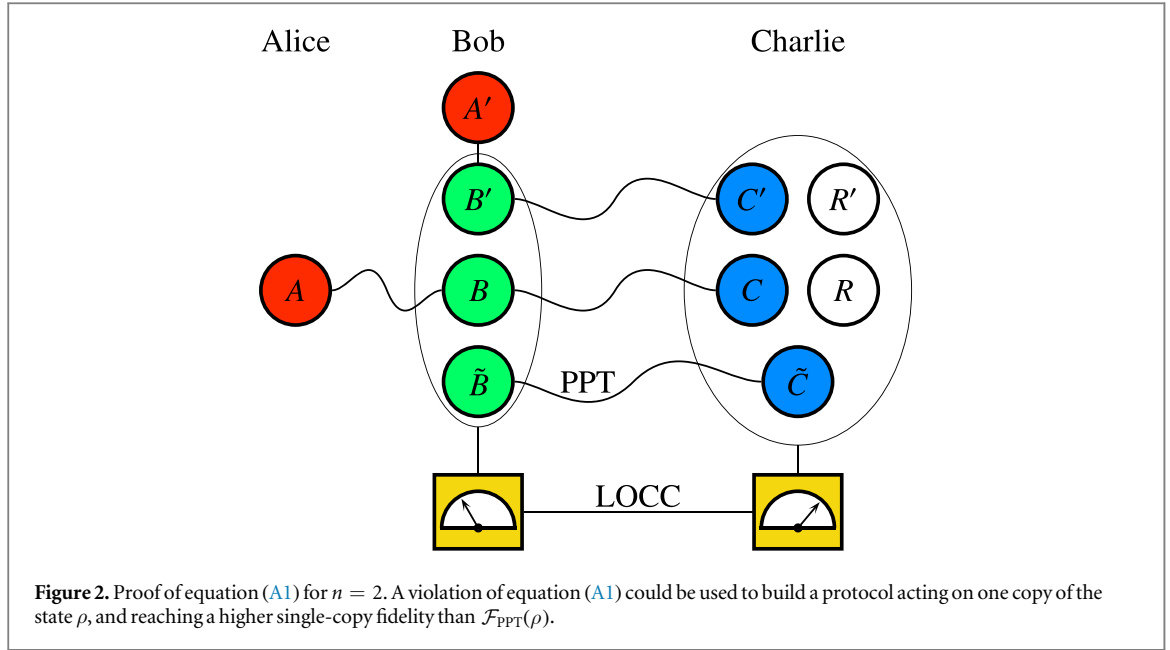 Alice Bob Charlie
A′
B′ C′ R′
A B C R
B̃ PPT C̃
LOCC
Figure 2. Proof of equation (A1) for n = 2. A violation of equation (A1) could be used to build a protocol acting on one copy of the
state ρ, and reaching a higher single-copy fidelity than ℱ_PPT(ρ).